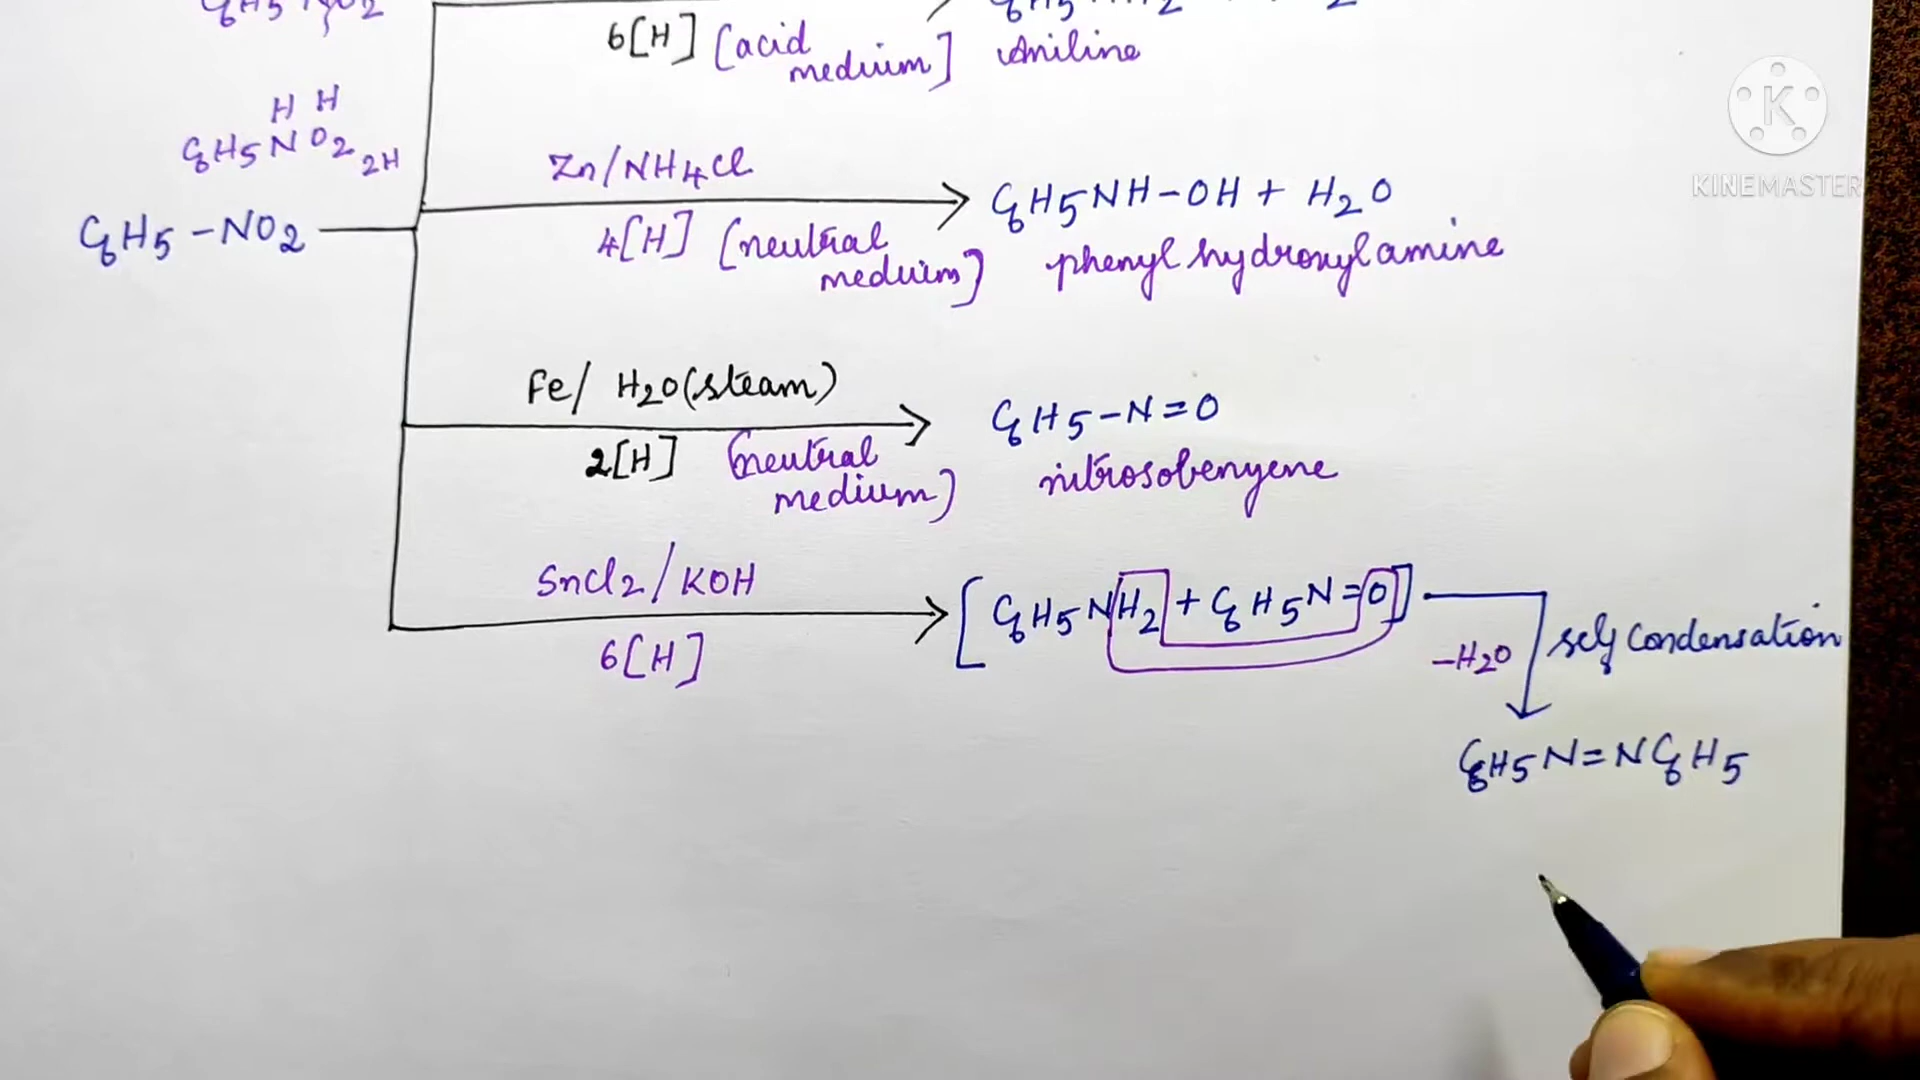 6[H] [acid medium] Aniline
H H
C6H5NO2 2H
Zn/NH4Cl
C6H5-NO2
4[H] [neutral meduim]
C6H5NH-OH + H2O
phenyl hydroxylamine
Fe/ H2O(steam)
2[H] (neutral medium)
C6H5-N=O
nitrosobenzene
SnCl2/KOH
6[H]
[C6H5NH2 + C6H5N=O]
-H2O
self condensation
C6H5N=NC6H5
K
KINEMASTER